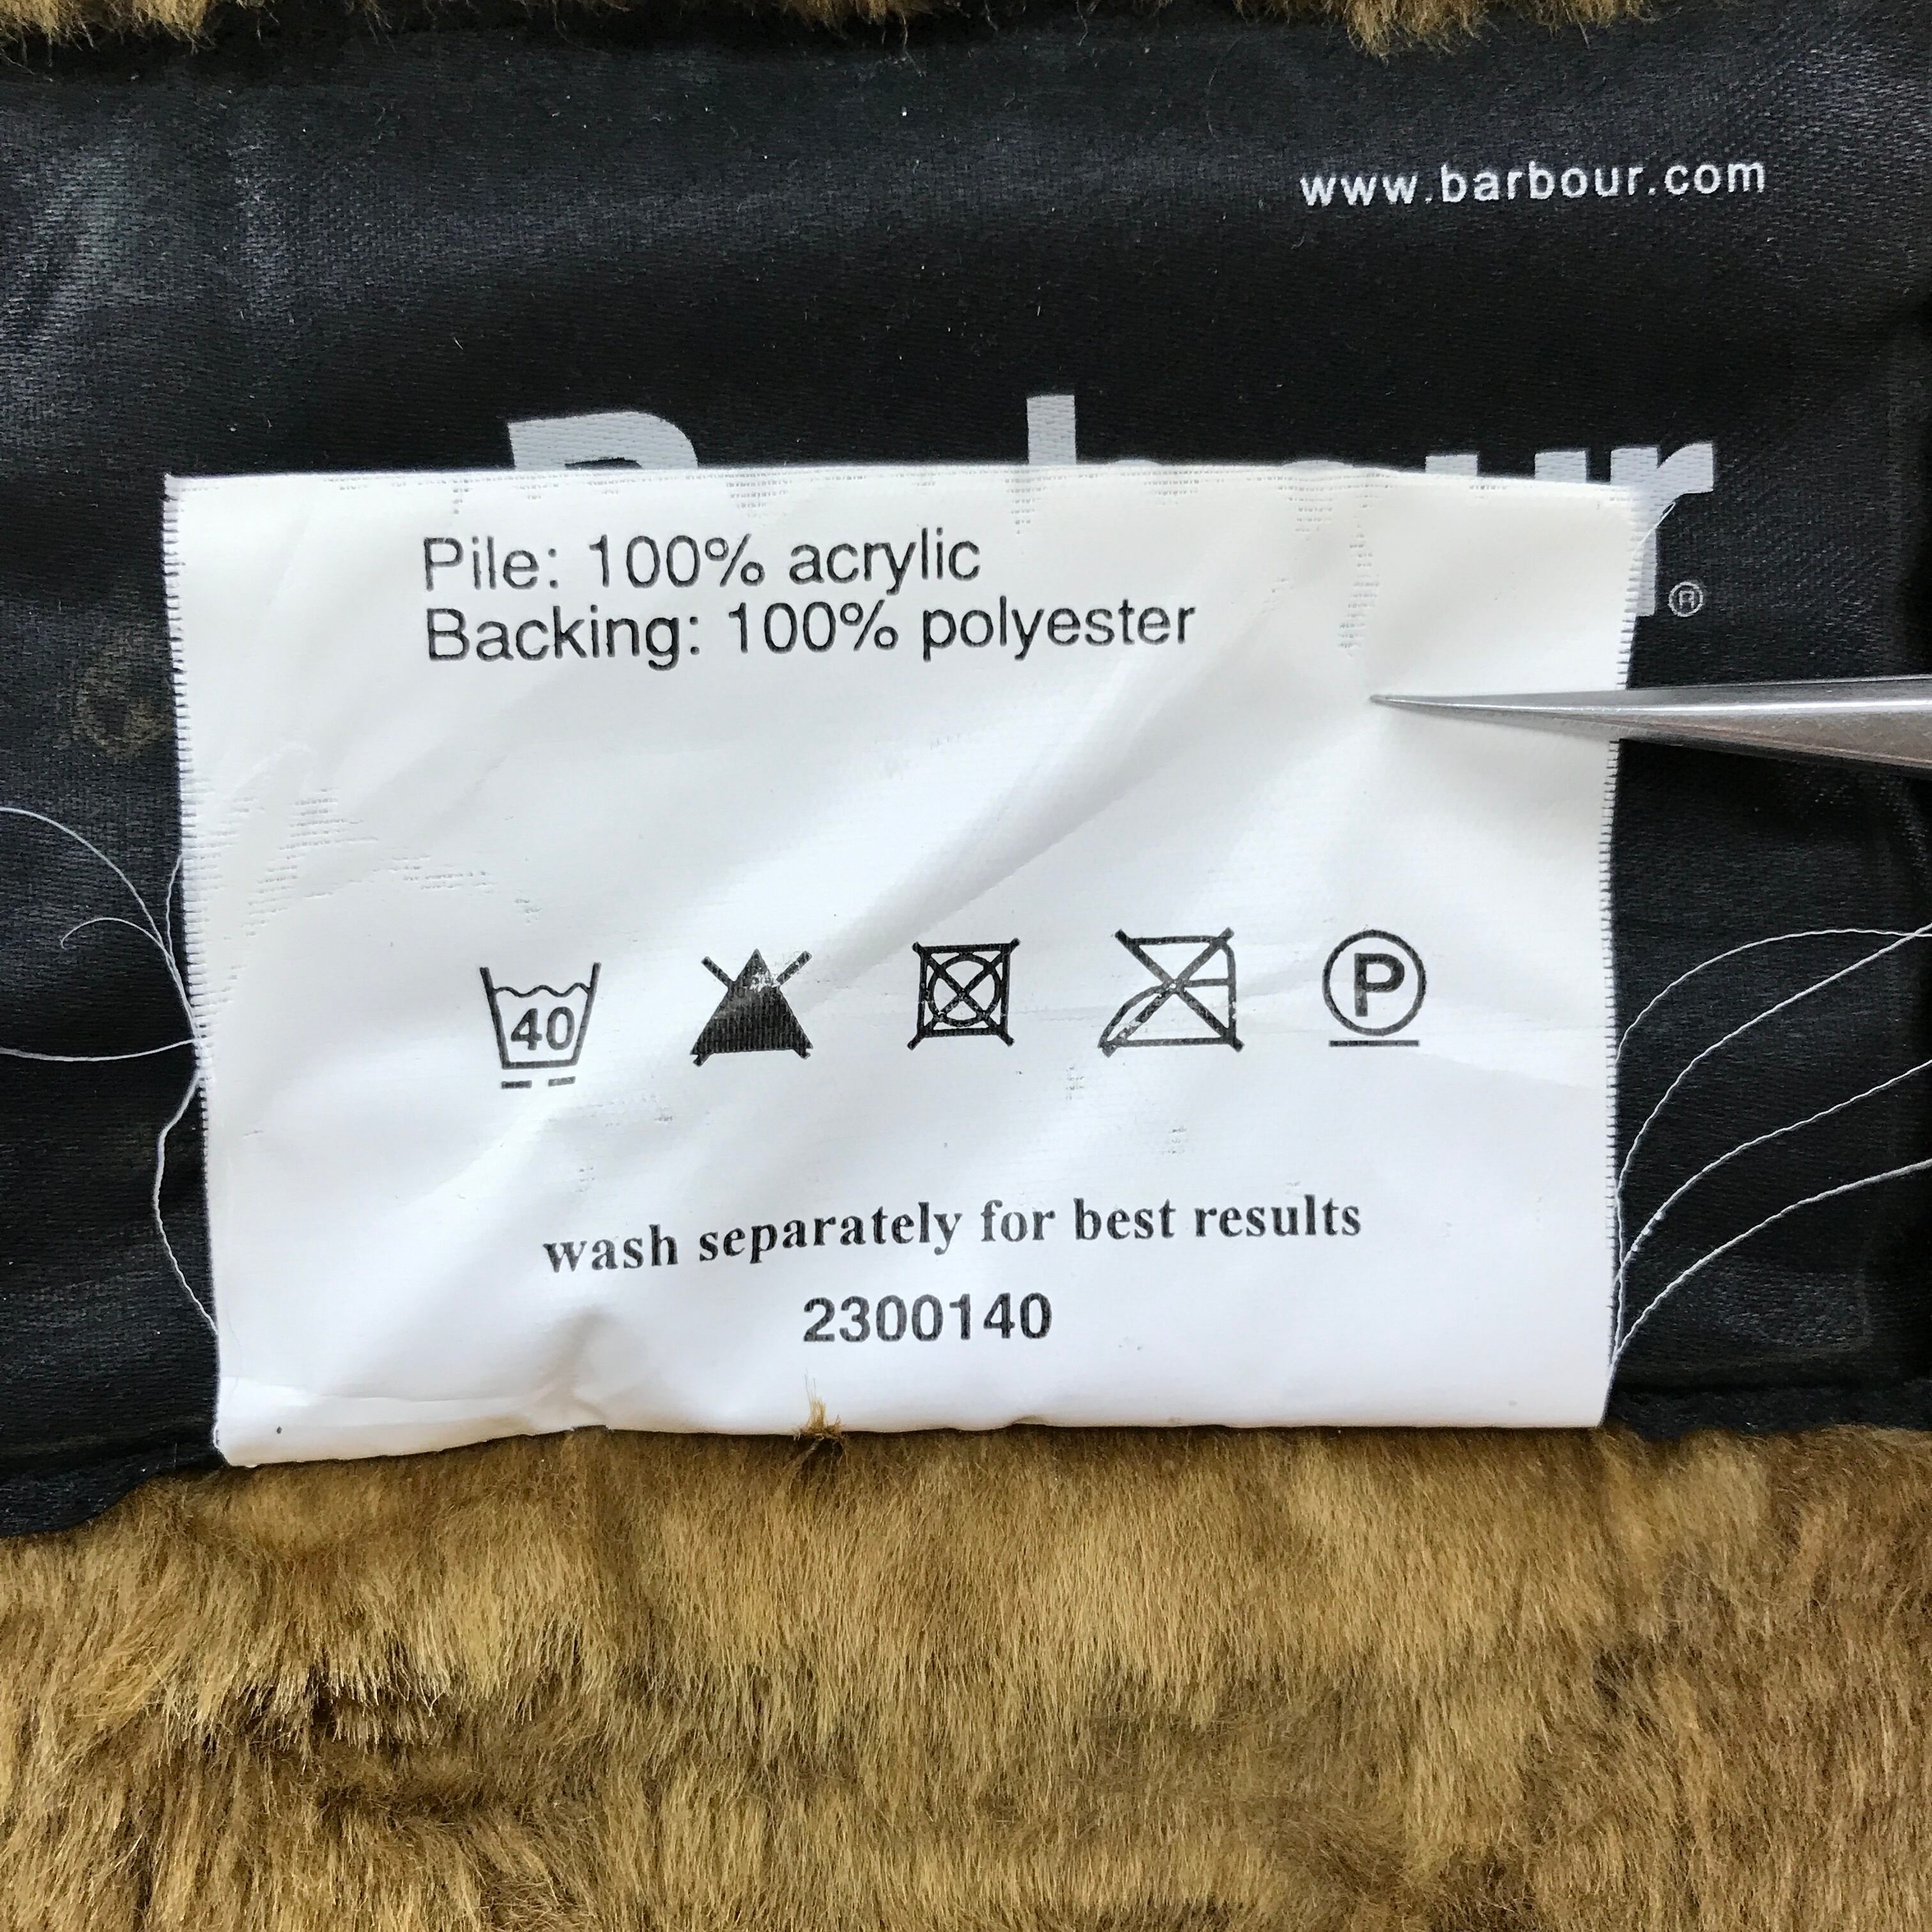 www.barbour.com
®
Pile: 100% acrylic
Backing: 100% polyester
40
P
wash separately for best results
2300140